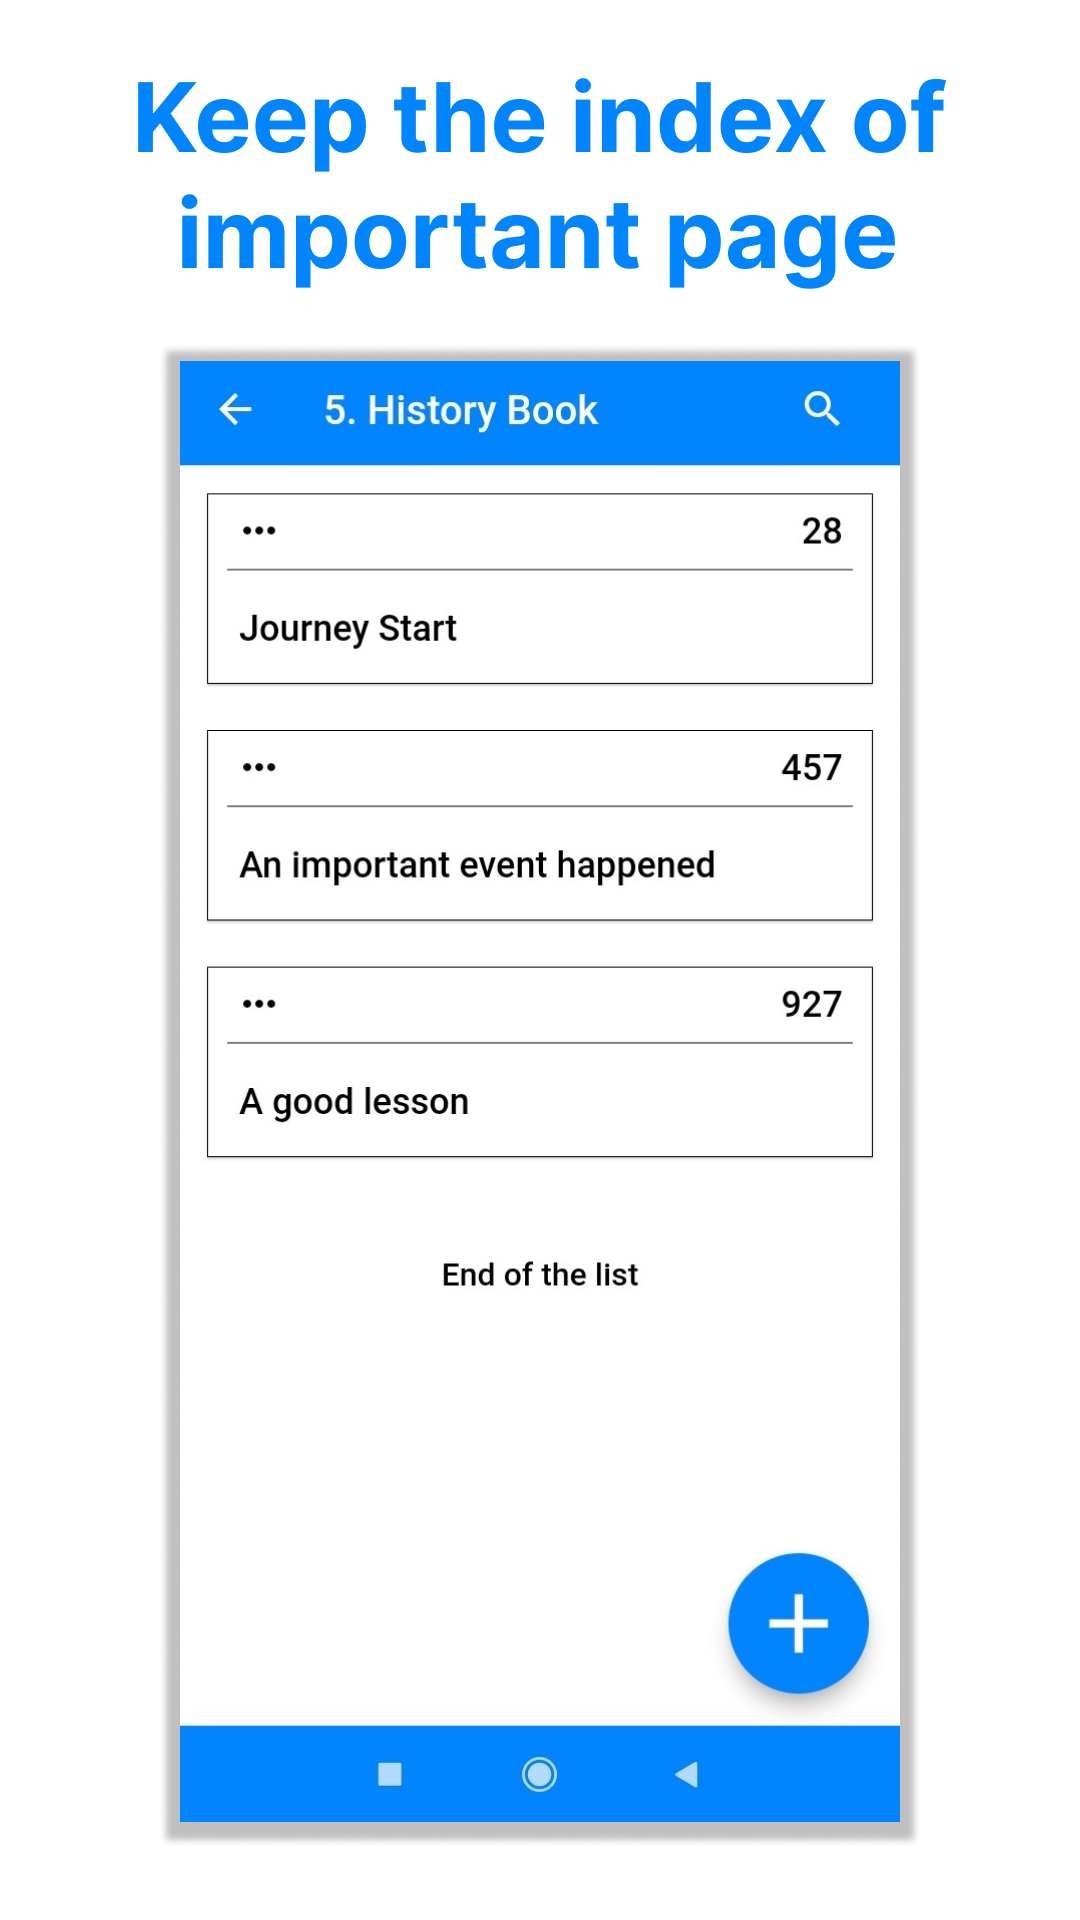 Keep the index of
important page
5. History Book
28
Journey Start
457
An important event happened
927
A good lesson
End of the list